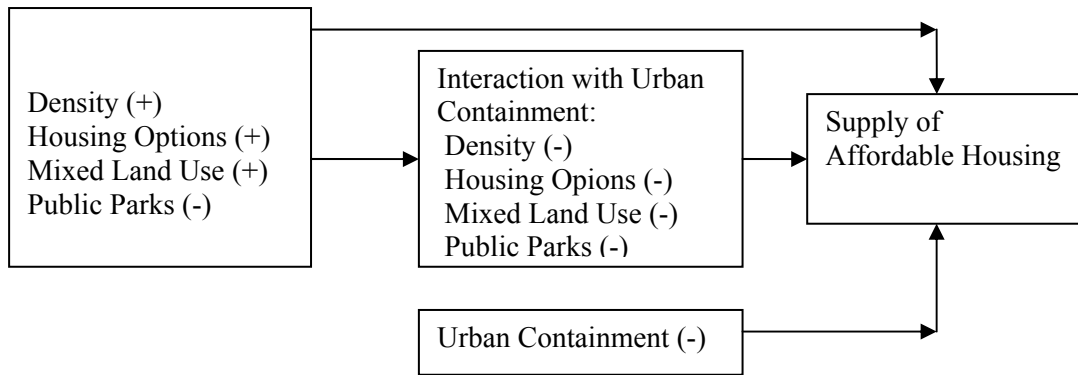 Density (+)
Housing Options (+)
Mixed Land Use (+)
Public Parks (-)
Interaction with Urban
Containment:
Density (-)
Housing Opions (-)
Mixed Land Use (-)
Public Parks (-)
Supply of
Affordable Housing
Urban Containment (-)